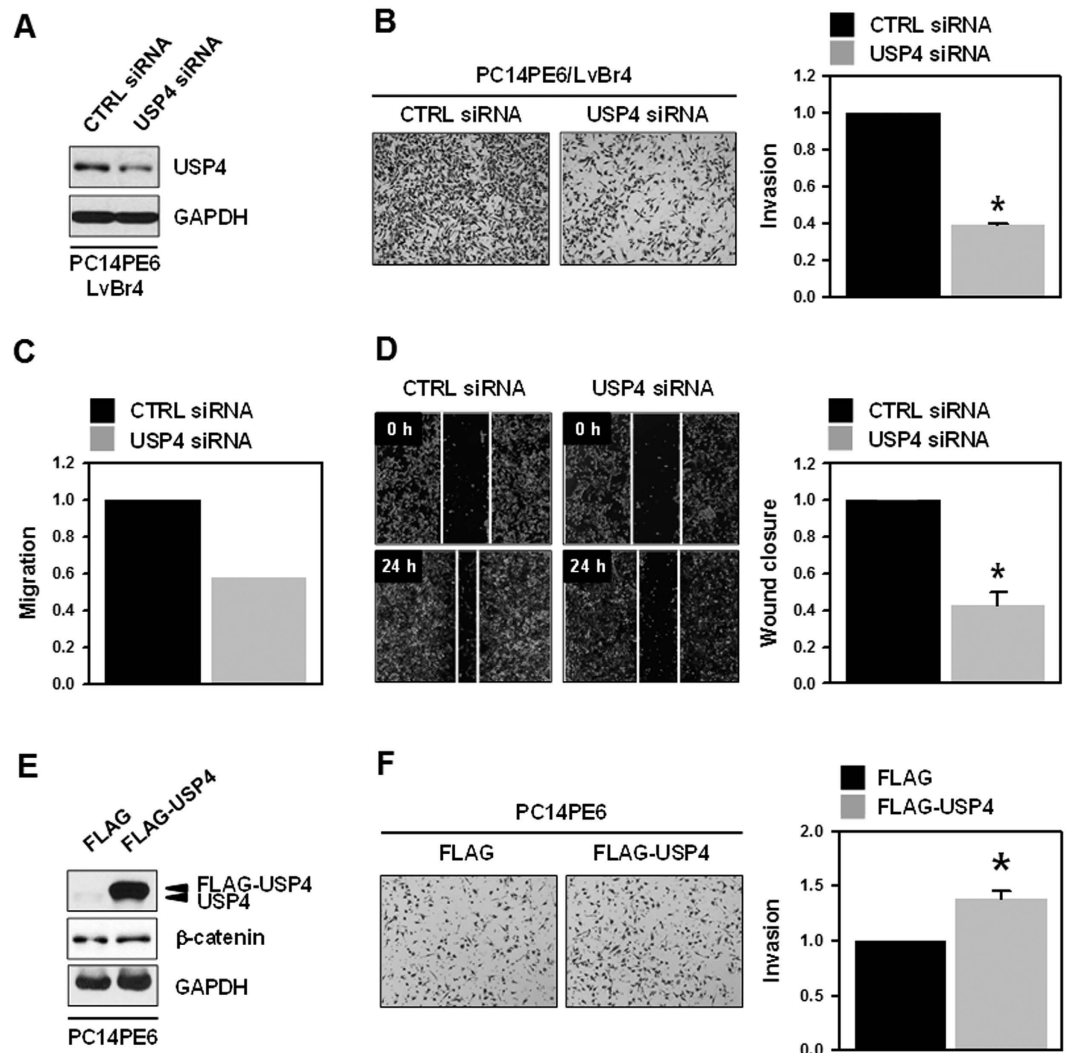 A
CTRL siRNA
USP4 siRNA
USP4
GAPDH
PC14PE6
LvBr4
B
PC14PE6/LvBr4
CTRL siRNA
USP4 siRNA
CTRL siRNA
USP4 siRNA
Invasion
1.2
1.0
0.8
0.6
0.4
0.2
0.0
*
C
CTRL siRNA
USP4 siRNA
Migration
1.2
1.0
0.8
0.6
0.4
0.2
0.0
D
CTRL siRNA
USP4 siRNA
0 h
0 h
24 h
24 h
CTRL siRNA
USP4 siRNA
Wound closure
1.2
1.0
0.8
0.6
0.4
0.2
0.0
*
E
FLAG
FLAG-USP4
FLAG-USP4
USP4
β-catenin
GAPDH
PC14PE6
F
PC14PE6
FLAG
FLAG-USP4
FLAG
FLAG-USP4
Invasion
2.0
1.5
1.0
0.5
0.0
*